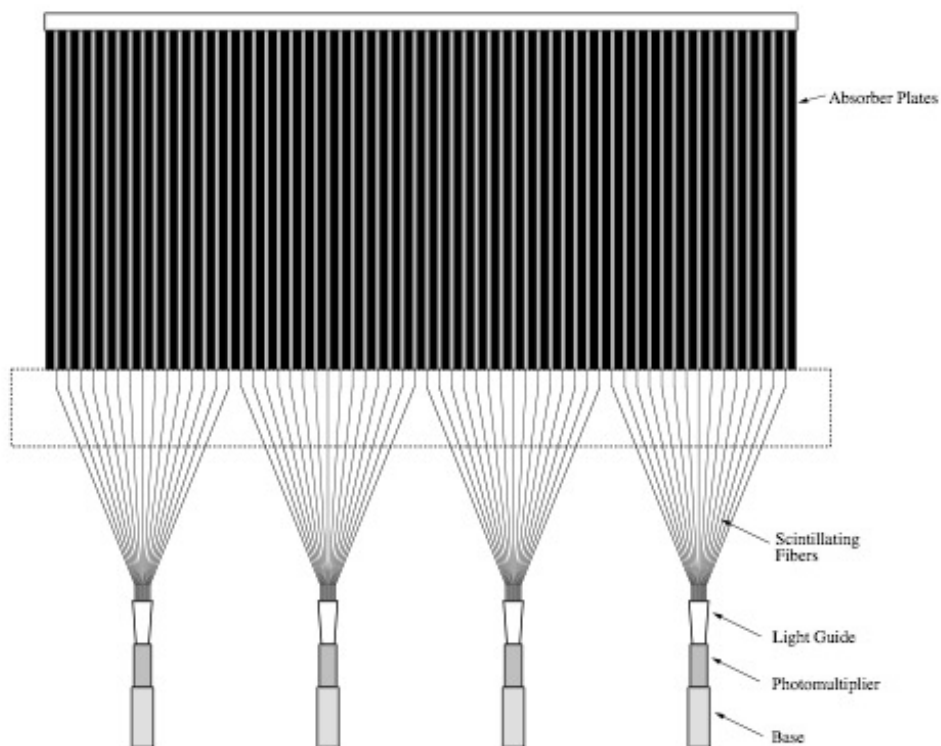 Absorber Plates
Scintillating
Fibers
Light Guide
Photomultiplier
Base